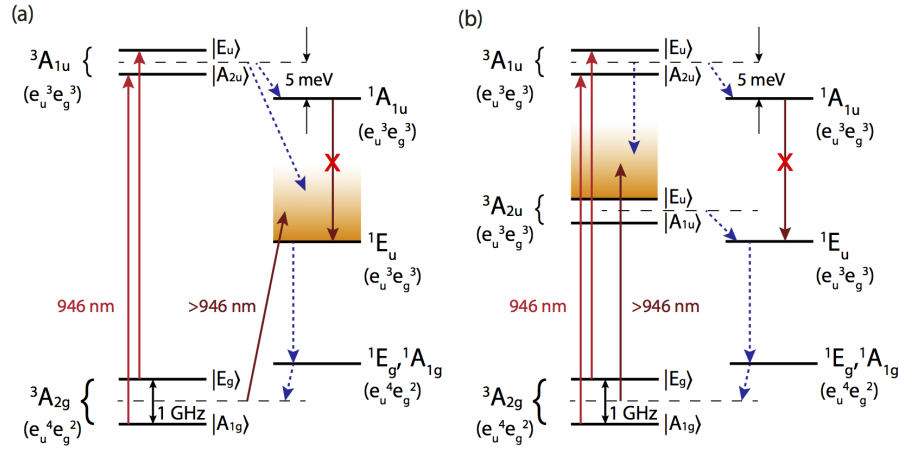 (a)
³A₁ᵤ {
(eᵤ³e_g³)
|Eᵤ⟩
|A₂ᵤ⟩
5 meV
¹A₁ᵤ
(eᵤ³e_g³)
X
¹Eᵤ
(eᵤ³e_g³)
946 nm
>946 nm
¹E_g, ¹A₁g
(eᵤ⁴e_g²)
³A₂g {
(eᵤ⁴e_g²)
|E_g⟩
1 GHz
|A₁g⟩
(b)
³A₁ᵤ {
(eᵤ³e_g³)
|Eᵤ⟩
|A₂ᵤ⟩
5 meV
¹A₁ᵤ
(eᵤ³e_g³)
X
³A₂ᵤ {
(eᵤ³e_g³)
|Eᵤ⟩
|A₁ᵤ⟩
¹Eᵤ
(eᵤ³e_g³)
946 nm
>946 nm
¹E_g, ¹A₁g
(eᵤ⁴e_g²)
³A₂g {
(eᵤ⁴e_g²)
|E_g⟩
1 GHz
|A₁g⟩